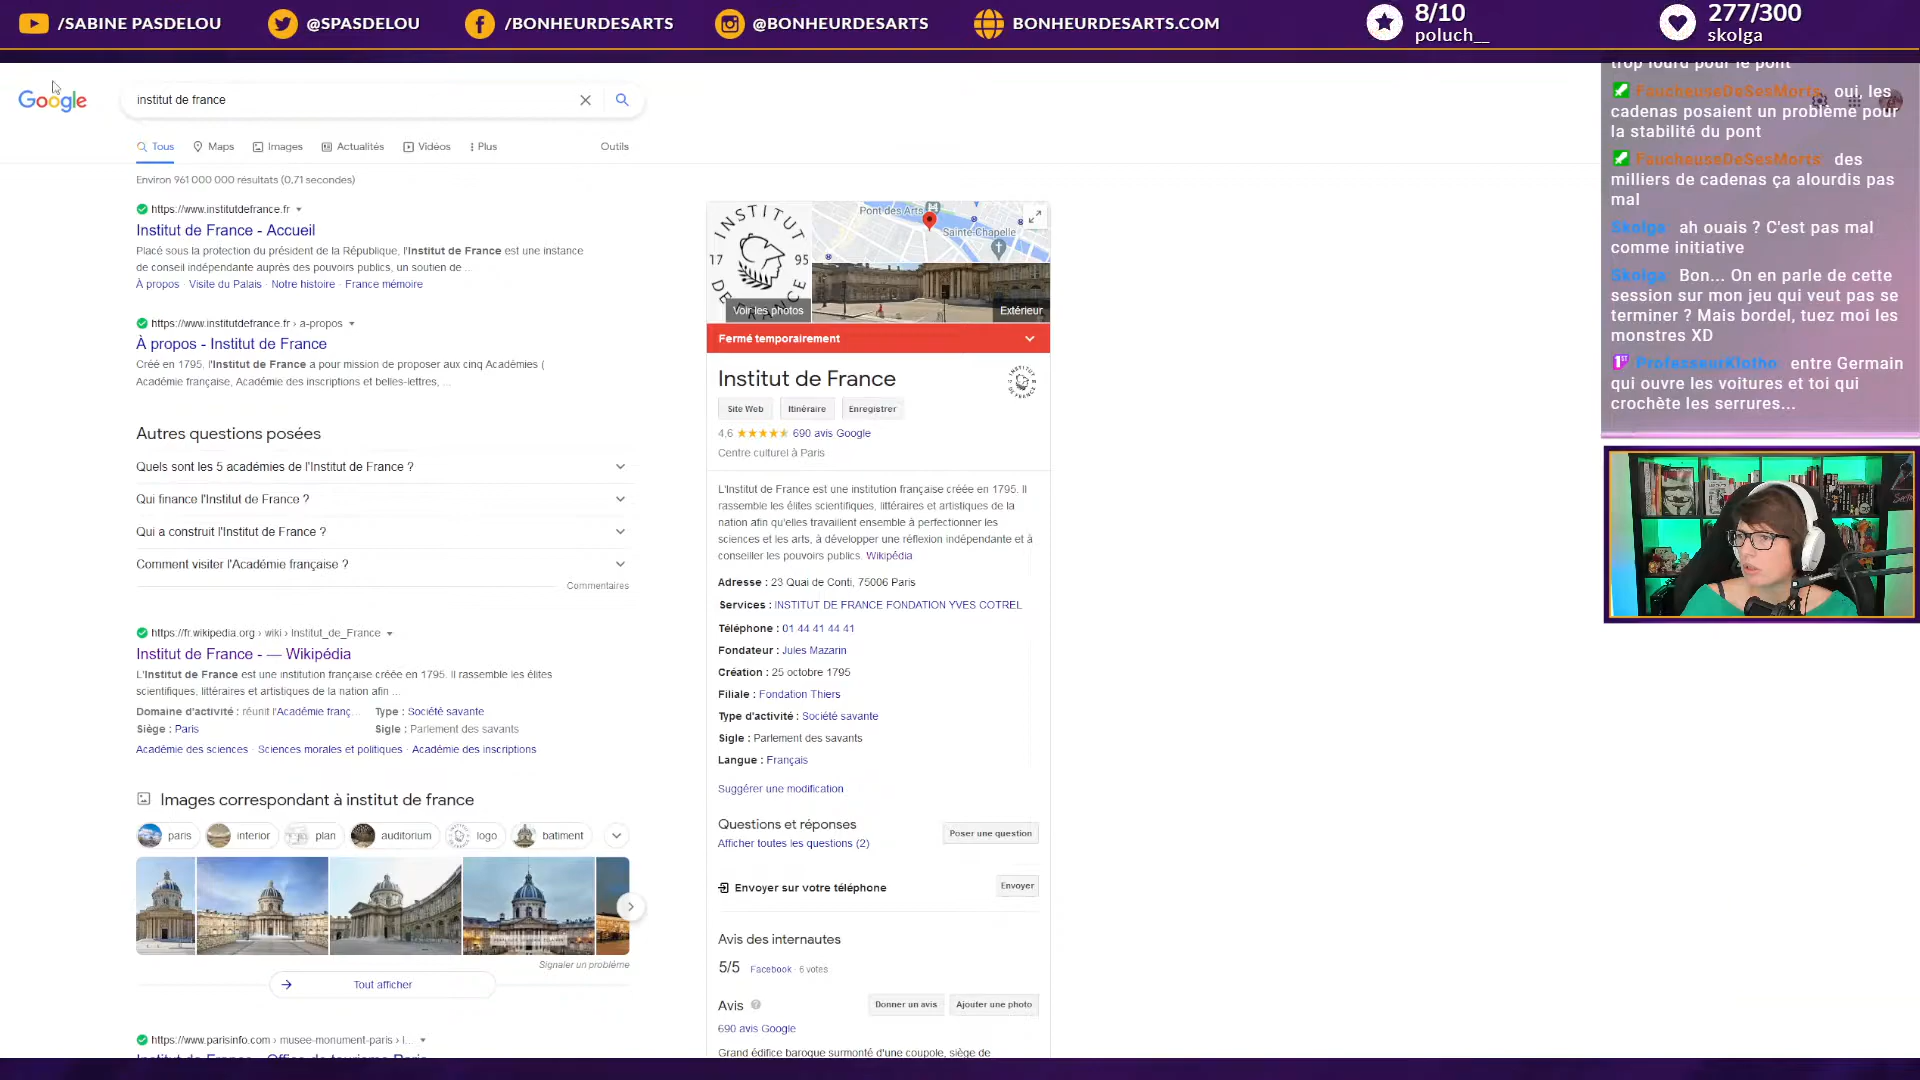 /SABINE PASDELOU
@SPASDELOU
/BONHEURDESARTS
@BONHEURDESARTS
BONHEURDESARTS.COM
8/10
poluch__
277/300
skolga
Google
institut de france
Tous
Maps
Images
Actualités
Vidéos
Plus
Outils
Environ 961 000 000 résultats (0,71 secondes)
https://www.institutdefrance.fr
Institut de France - Accueil
Placé sous la protection du président de la République, l'Institut de France est une instance
de conseil indépendante auprès des pouvoirs publics, un soutien de ...
À propos · Visite du Palais · Notre histoire · France mémoire
https://www.institutdefrance.fr › a-propos
À propos - Institut de France
Créé en 1795, l'Institut de France a pour mission de proposer aux cinq Académies (
Académie française, Académie des inscriptions et belles-lettres, ...
Autres questions posées
Quels sont les 5 académies de l'Institut de France ?
Qui finance l'Institut de France ?
Qui a construit l'Institut de France ?
Comment visiter l'Académie française ?
Commentaires
https://fr.wikipedia.org › wiki › Institut_de_France
Institut de France - — Wikipédia
L'Institut de France est une institution française créée en 1795. Il rassemble les élites
scientifiques, littéraires et artistiques de la nation afin ...
Domaine d'activité : réunit l'Académie franç...
Type : Société savante
Siège : Paris
Sigle : Parlement des savants
Académie des sciences · Sciences morales et politiques · Académie des inscriptions
Images correspondant à institut de france
paris
interior
plan
auditorium
logo
batiment
Signaler un problème
Tout afficher
https://www.parisinfo.com › musee-monument-paris › I...
Institut de France - Office de tourisme Paris
INSTITUT
17 95
DE FRANCE
Voir les photos
Pont des Arts
Sainte-Chapelle
Extérieur
Fermé temporairement
Institut de France
Site Web
Itinéraire
Enregistrer
4,6
690 avis Google
Centre culturel à Paris
L'Institut de France est une institution française créée en 1795. Il
rassemble les élites scientifiques, littéraires et artistiques de la
nation afin qu'elles travaillent ensemble à perfectionner les
sciences et les arts, à développer une réflexion indépendante et à
conseiller les pouvoirs publics. Wikipédia
Adresse : 23 Quai de Conti, 75006 Paris
Services : INSTITUT DE FRANCE FONDATION YVES COTREL
Téléphone : 01 44 41 44 41
Fondateur : Jules Mazarin
Création : 25 octobre 1795
Filiale : Fondation Thiers
Type d'activité : Société savante
Sigle : Parlement des savants
Langue : Français
Suggérer une modification
Questions et réponses
Afficher toutes les questions (2)
Poser une question
Envoyer sur votre téléphone
Envoyer
Avis des internautes
5/5
Facebook · 6 votes
Avis
Donner un avis
Ajouter une photo
690 avis Google
Grand édifice baroque surmonté d'une coupole, siège de
trop lourd pour le pont
FaucheuseDeSesMorts oui, les
cadenas posaient un problème pour
la stabilité du pont
FaucheuseDeSesMorts des
milliers de cadenas ça alourdis pas
mal
Skolga ah ouais ? C'est pas mal
comme initiative
Skolga Bon... On en parle de cette
session sur mon jeu qui veut pas se
terminer ? Mais bordel, tuez moi les
monstres XD
ProfesseurKlotho entre Germain
qui ouvre les voitures et toi qui
crochète les serrures...